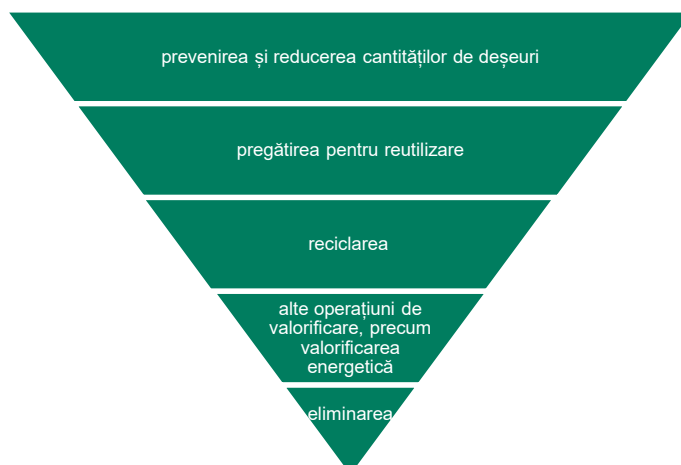 prevenirea și reducerea cantităților de deșeuri
pregătirea pentru reutilizare
reciclarea
alte operațiuni de
valorificare, precum
valorificarea
energetică
eliminarea